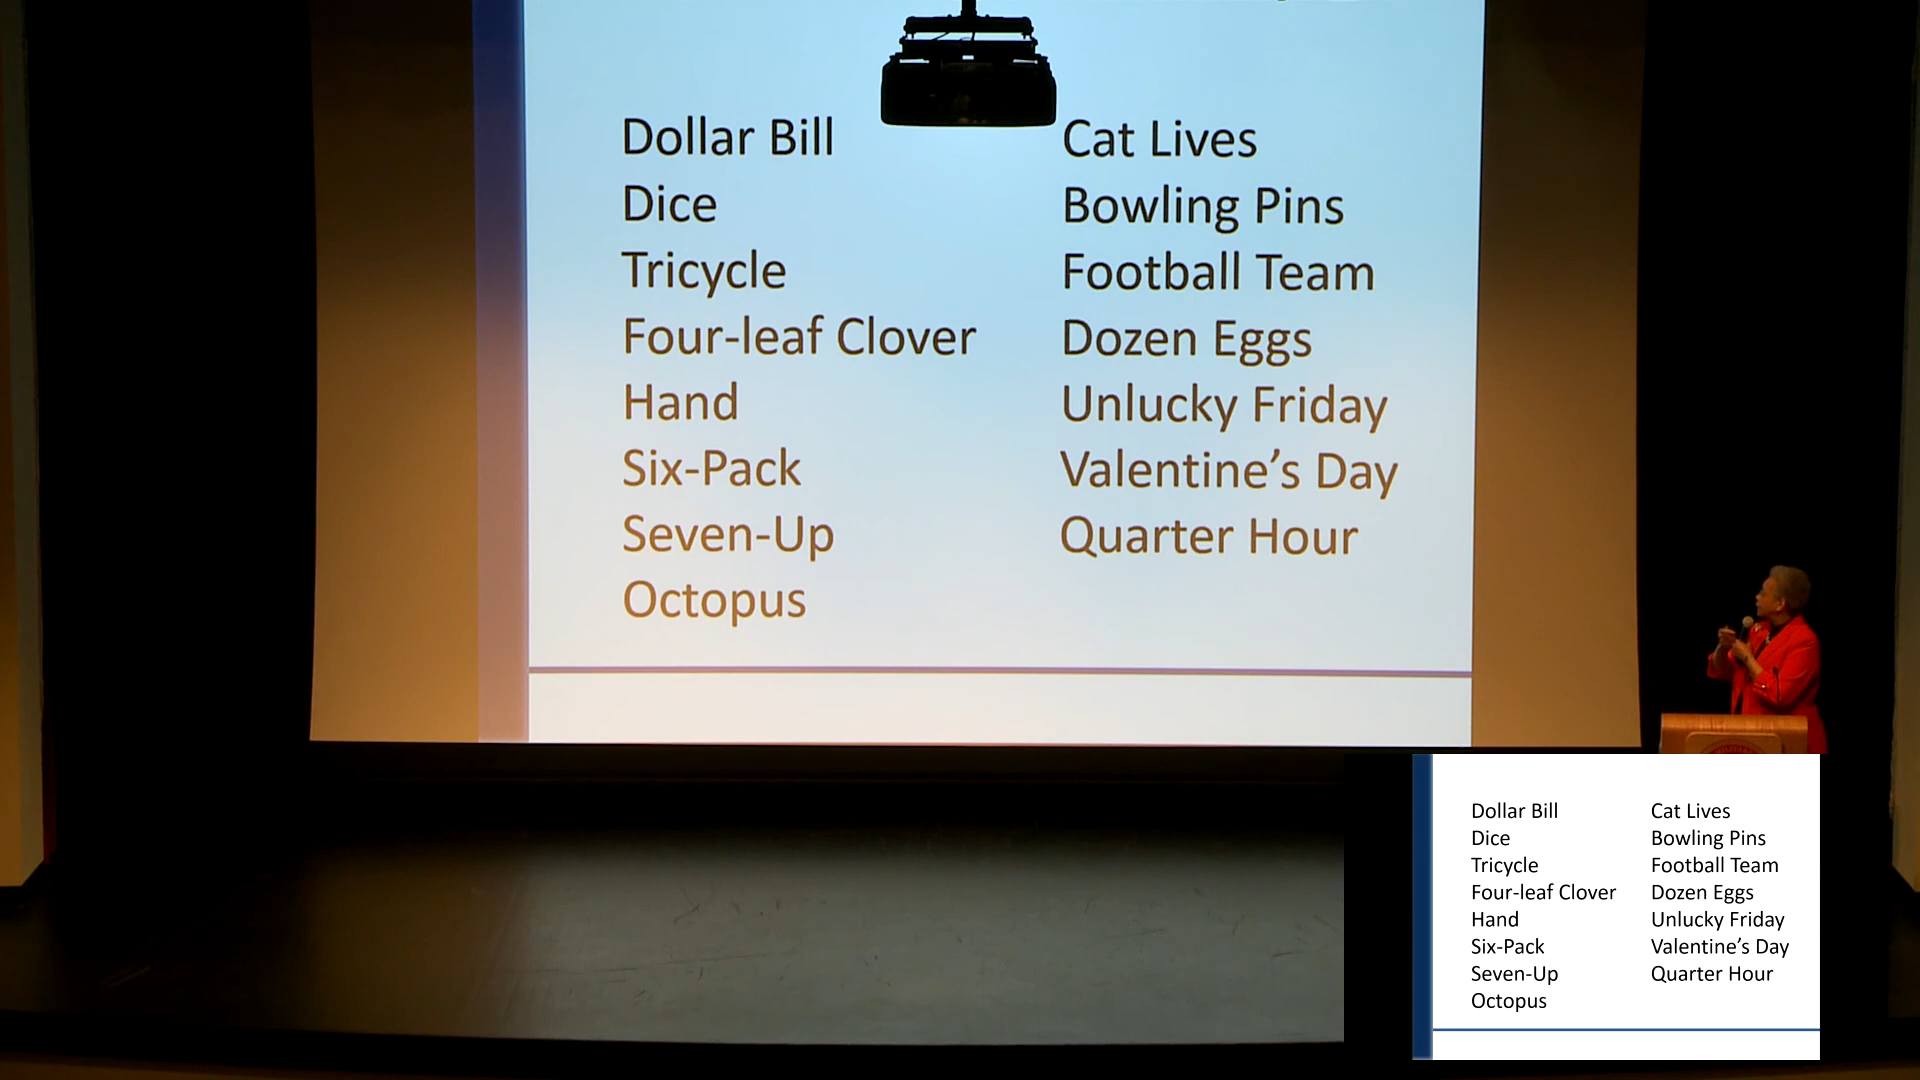 Dollar Bill
Dice
Tricycle
Four-leaf Clover
Hand
Six-Pack
Seven-Up
Octopus
Cat Lives
Bowling Pins
Football Team
Dozen Eggs
Unlucky Friday
Valentine’s Day
Quarter Hour
Dollar Bill
Dice
Tricycle
Four-leaf Clover
Hand
Six-Pack
Seven-Up
Octopus
Cat Lives
Bowling Pins
Football Team
Dozen Eggs
Unlucky Friday
Valentine’s Day
Quarter Hour